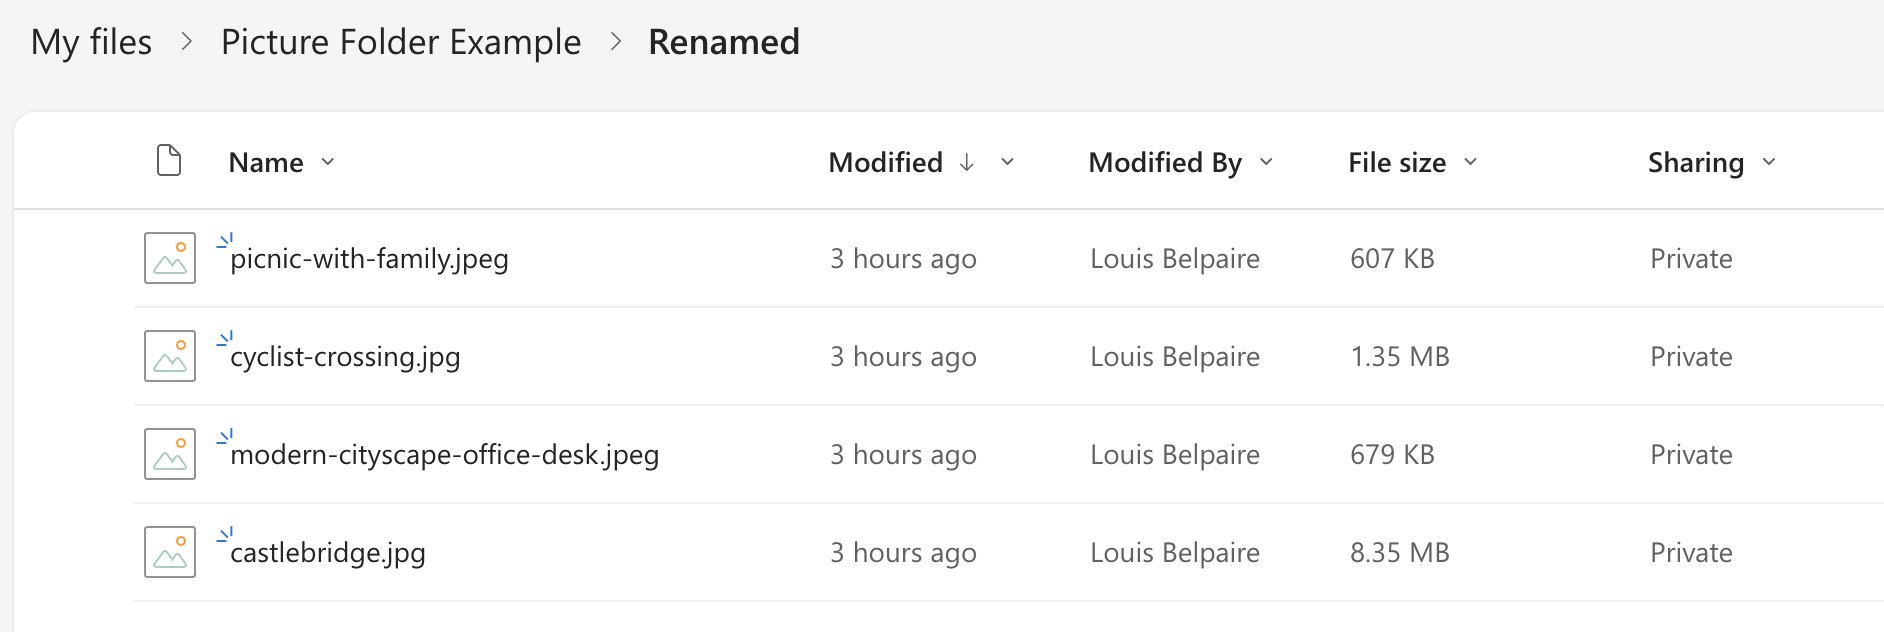 My files > Picture Folder Example > Renamed
Name Modified Modified By File size Sharing
picnic-with-family.jpeg 3 hours ago Louis Belpaire 607 KB Private
cyclist-crossing.jpg 3 hours ago Louis Belpaire 1.35 MB Private
modern-cityscape-office-desk.jpeg 3 hours ago Louis Belpaire 679 KB Private
castlebridge.jpg 3 hours ago Louis Belpaire 8.35 MB Private